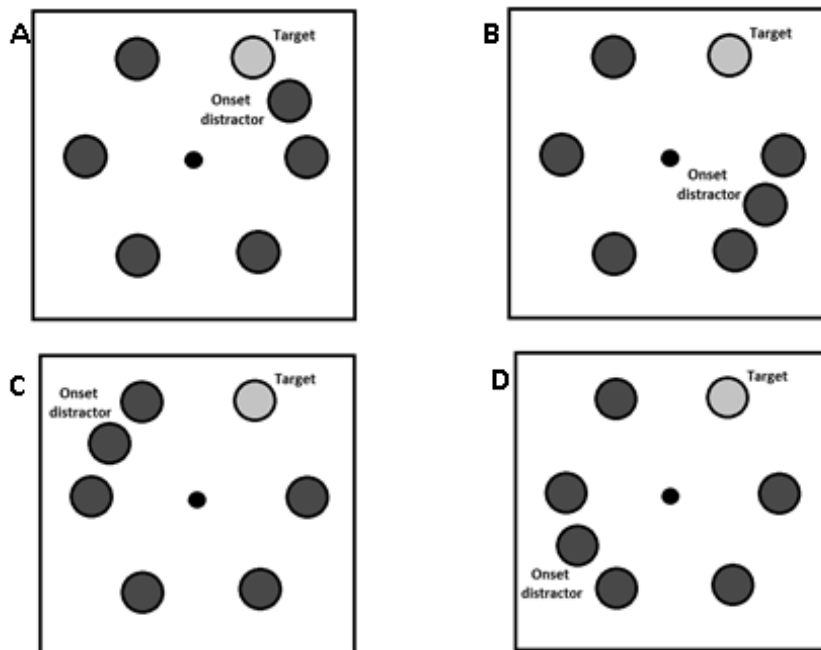 A
Target
Onset
distractor
B
Target
Onset
distractor
C
Target
Onset
distractor
D
Target
Onset
distractor